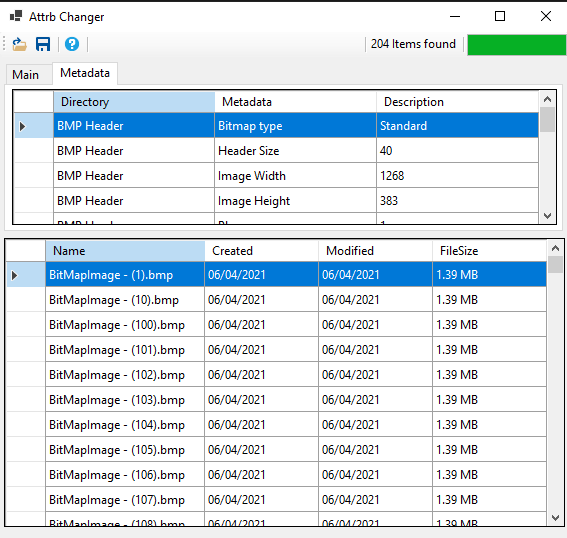 Attrb Changer
204 Items found
Main Metadata
Directory Metadata Description
BMP Header Bitmap type Standard
BMP Header Header Size 40
BMP Header Image Width 1268
BMP Header Image Height 383
BMP Header
Name Created Modified FileSize
BitMapImage - (1).bmp 06/04/2021 06/04/2021 1.39 MB
BitMapImage - (10).bmp 06/04/2021 06/04/2021 1.39 MB
BitMapImage - (100).bmp 06/04/2021 06/04/2021 1.39 MB
BitMapImage - (101).bmp 06/04/2021 06/04/2021 1.39 MB
BitMapImage - (102).bmp 06/04/2021 06/04/2021 1.39 MB
BitMapImage - (103).bmp 06/04/2021 06/04/2021 1.39 MB
BitMapImage - (104).bmp 06/04/2021 06/04/2021 1.39 MB
BitMapImage - (105).bmp 06/04/2021 06/04/2021 1.39 MB
BitMapImage - (106).bmp 06/04/2021 06/04/2021 1.39 MB
BitMapImage - (107).bmp 06/04/2021 06/04/2021 1.39 MB
BitMapImage - (108).bmp 06/04/2021 06/04/2021 1.39 MB